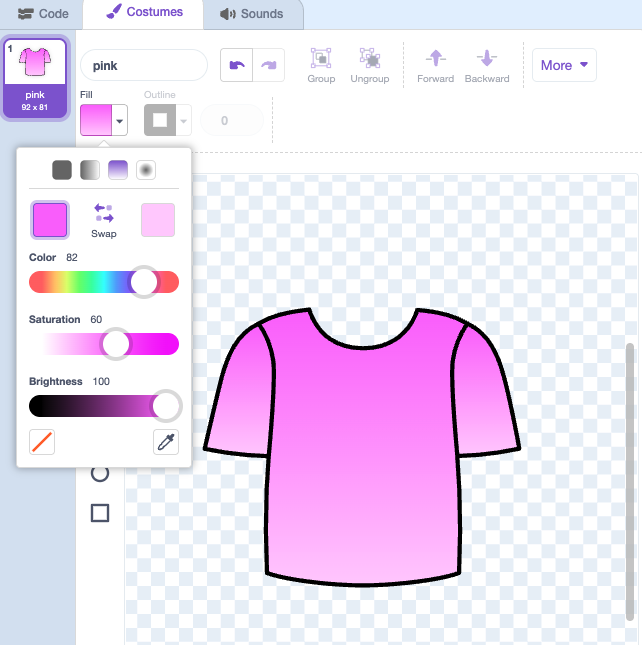 Code
Costumes
Sounds
1
pink
92 x 81
pink
Group
Ungroup
Forward
Backward
More
Fill
Outline
0
Swap
Color 82
Saturation 60
Brightness 100